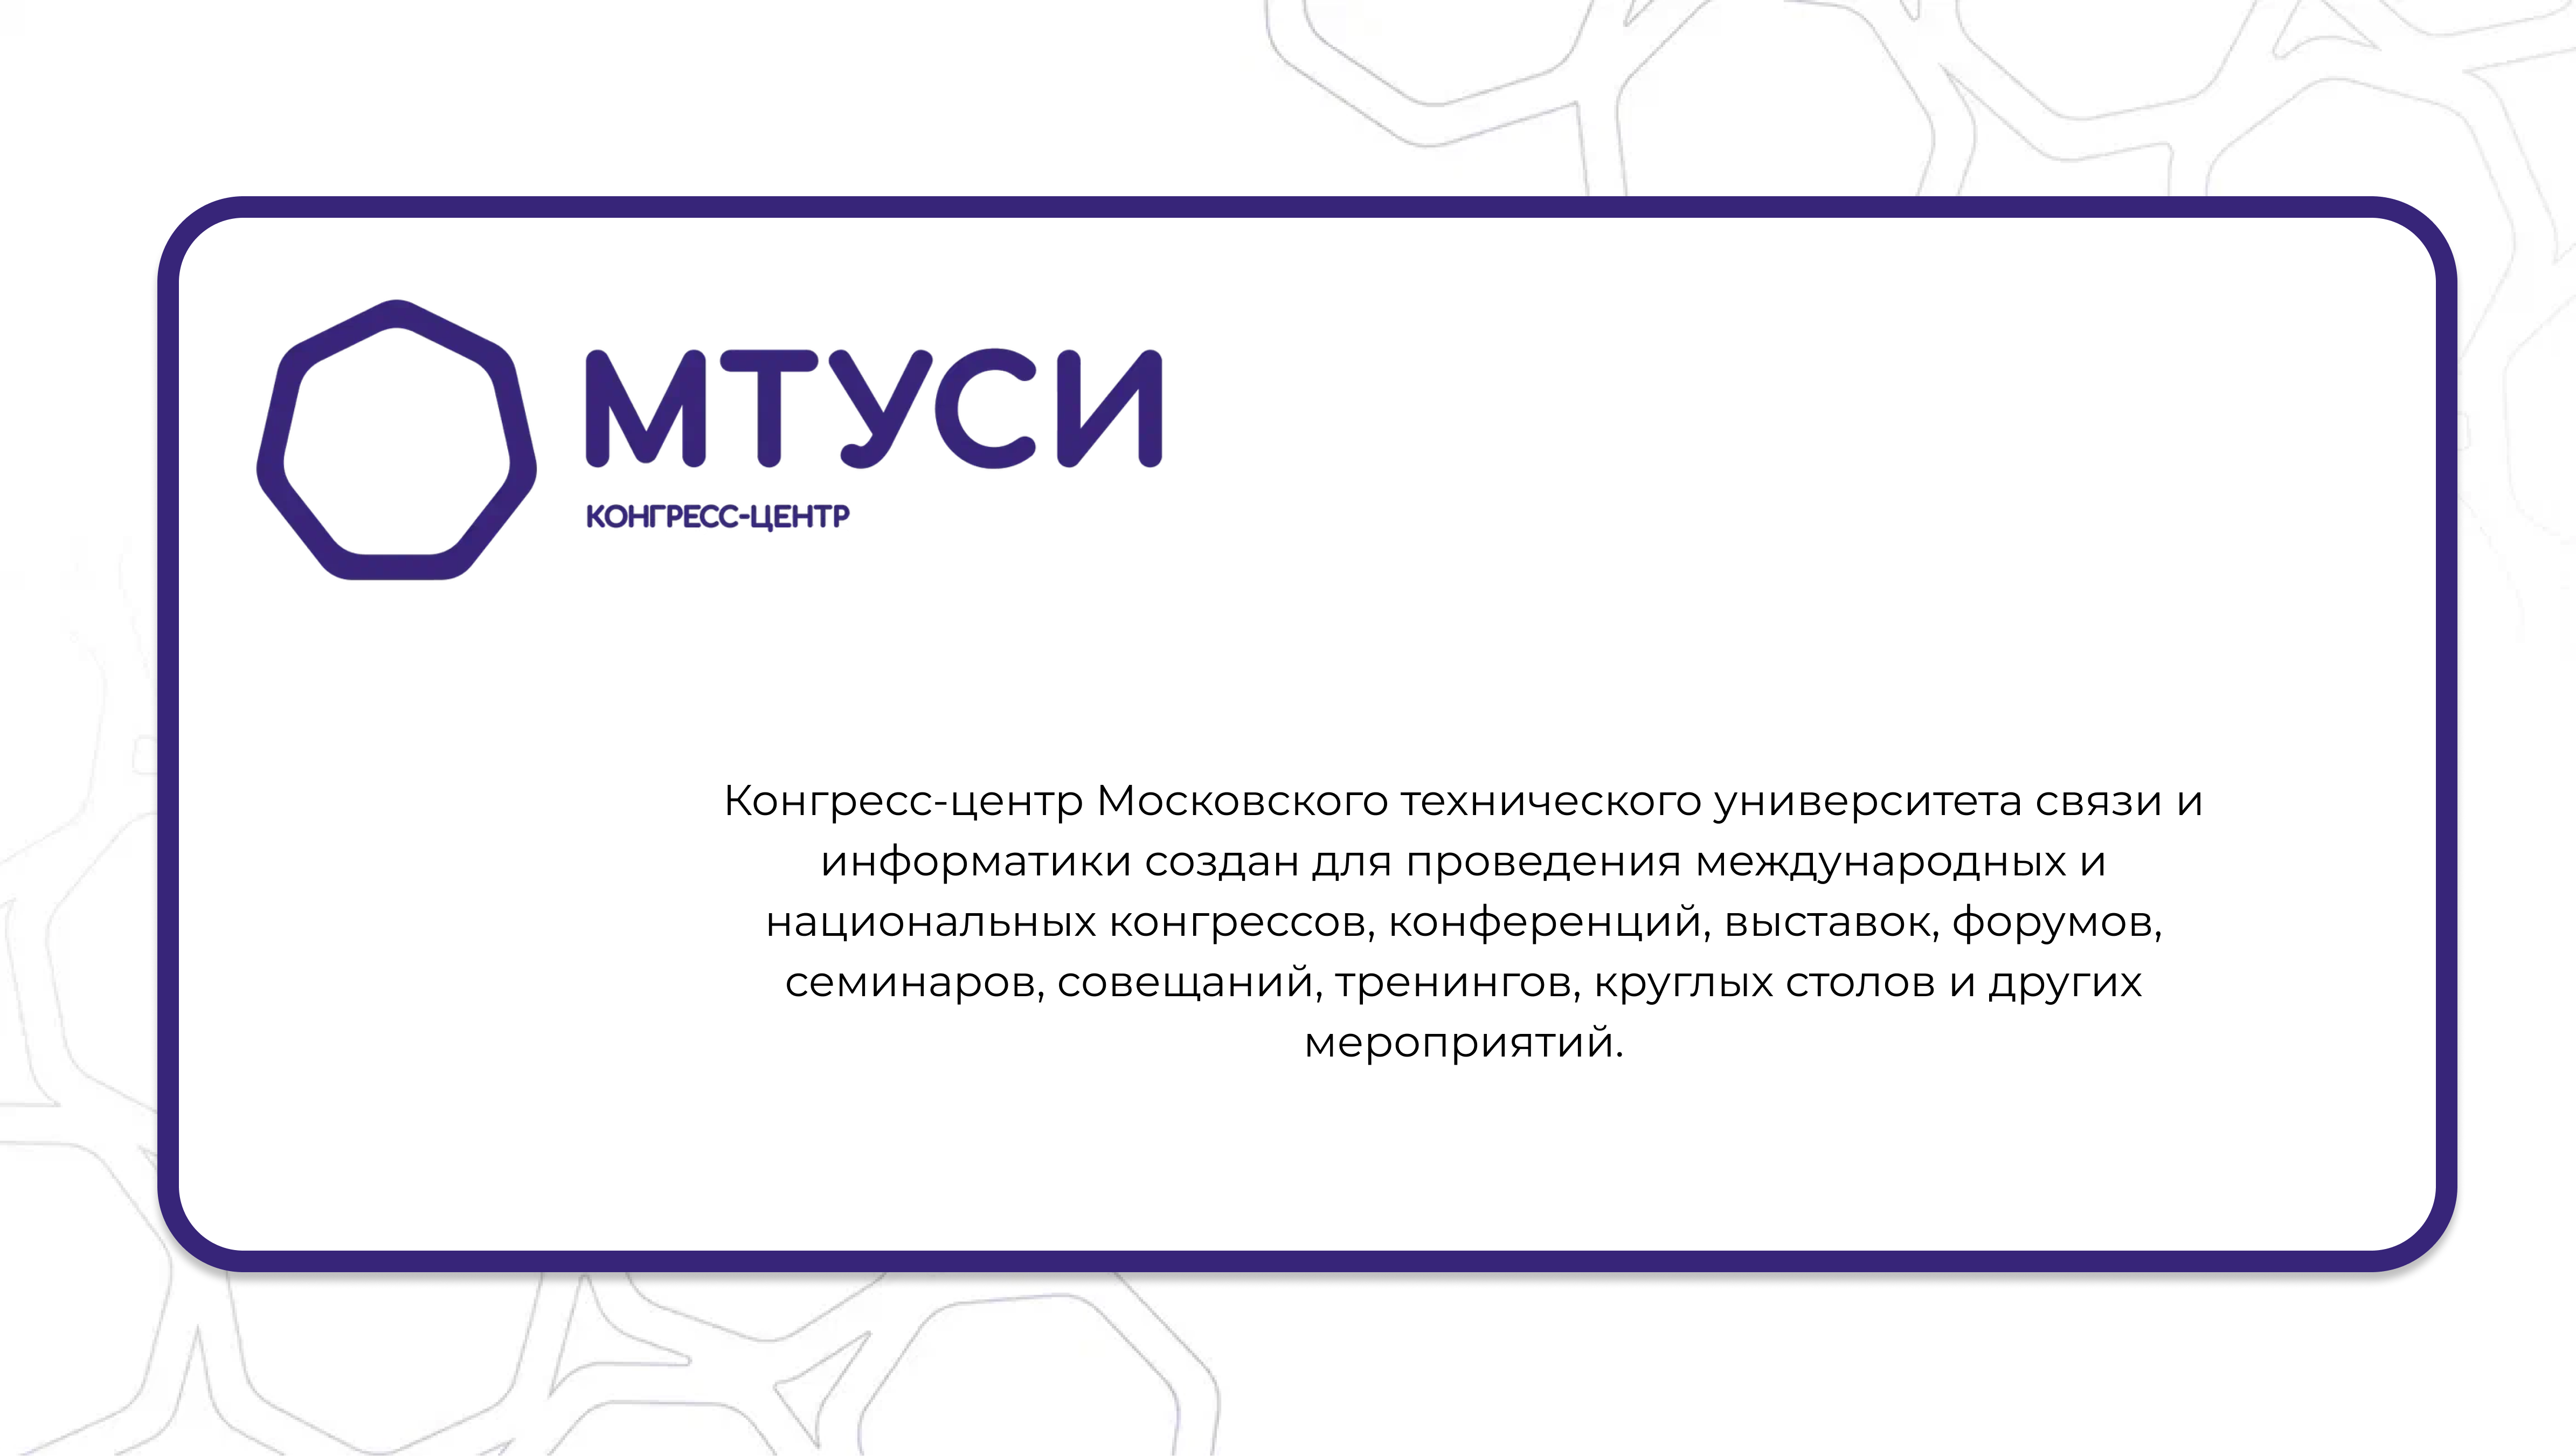 МТУСИ
КОНГРЕСС-ЦЕНТР
Конгресс-центр Московского технического университета связи и
информатики создан для проведения международных и
национальных конгрессов, конференций, выставок, форумов,
семинаров, совещаний, тренингов, круглых столов и других
мероприятий.